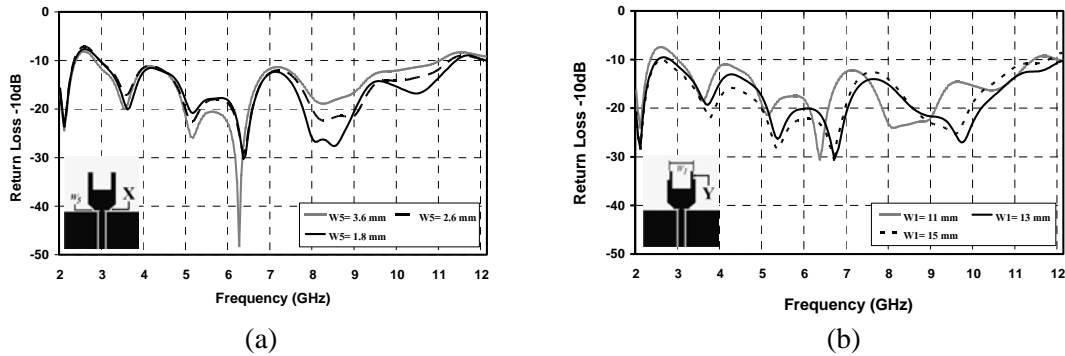 0
-10
-20
-30
-40
-50
Return Loss -10dB
2 3 4 5 6 7 8 9 10 11 12
Frequency (GHz)
W5
X
W5= 3.6 mm
W5= 2.6 mm
W5= 1.8 mm
(a)
0
-10
-20
-30
-40
-50
Return Loss -10dB
2 3 4 5 6 7 8 9 10 11 12
Frequency (GHz)
W1
Y
W1= 11 mm
W1= 13 mm
W1= 15 mm
(b)